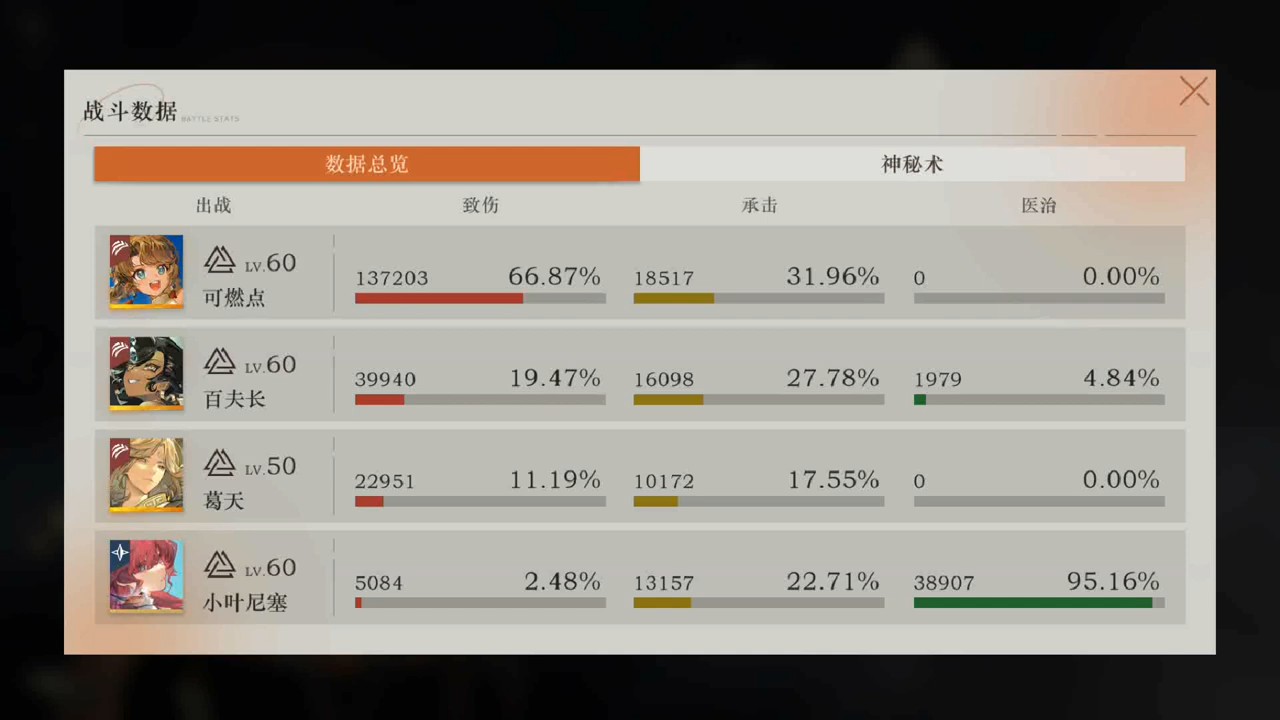 战斗数据 BATTLE STATS
数据总览 神秘术
出战 致伤 承击 医治
LV.60 137203 66.87% 18517 31.96% 0 0.00%
可燃点
LV.60 39940 19.47% 16098 27.78% 1979 4.84%
百夫长
LV.50 22951 11.19% 10172 17.55% 0 0.00%
葛天
LV.60 5084 2.48% 13157 22.71% 38907 95.16%
小叶尼塞